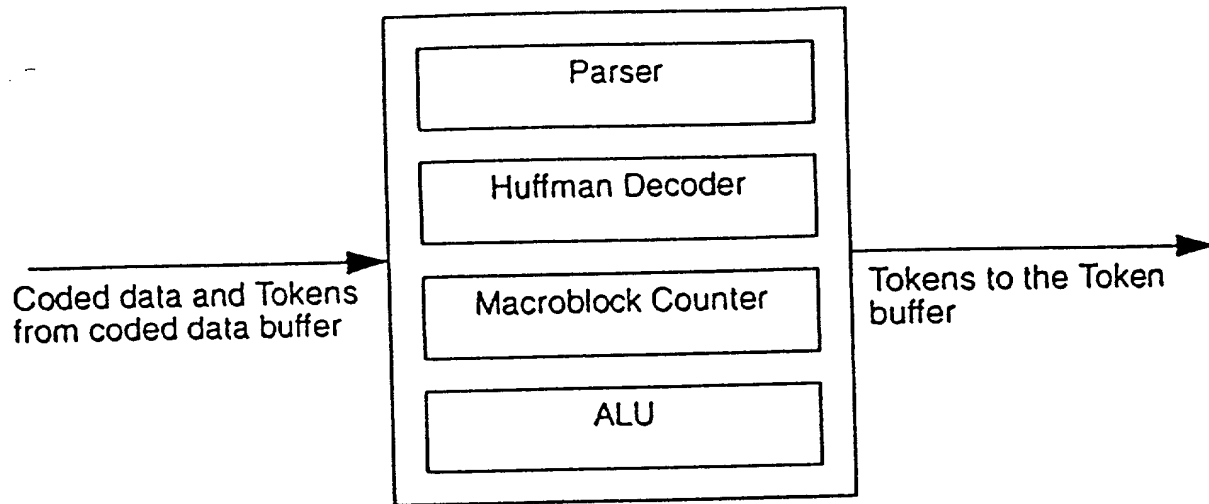 Parser
Huffman Decoder
Macroblock Counter
ALU
Coded data and Tokens
from coded data buffer
Tokens to the Token
buffer